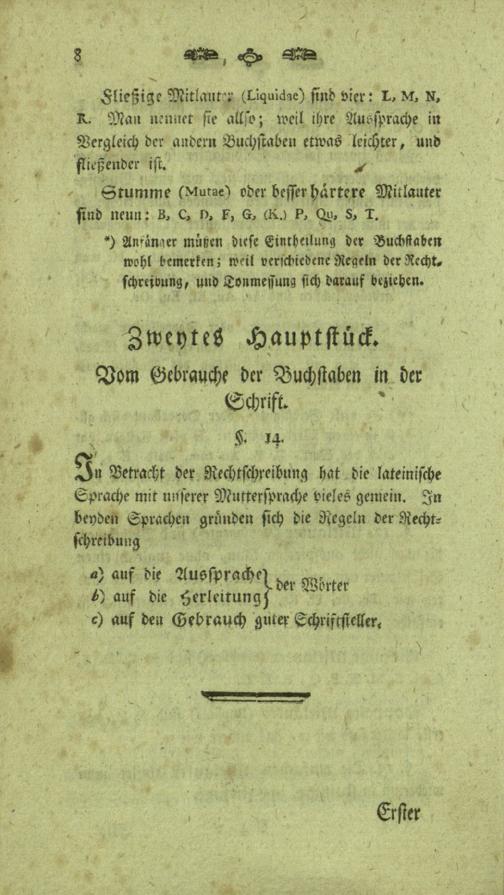 8
Fließige Mitlauter (Liquidae) sind vier: L, M, N,
R. Man nennet sie allso; weil ihre Aussprache in
Vergleich der andern Buchstaben etwas leichter, und
fließender ist.
Stumme (Mutae) oder besser härtere Mitlauter
sind neun: B, C, D, F, G, (K.) P, Qu, S, T.
*) Anfänger müßen diese Eintheilung der Buchstaben
wohl bemerken; weil verschiedene Regeln der Recht-
schreibung, und Tonmessung sich darauf beziehen.
Zweytes Hauptstück.
Vom Gebrauche der Buchstaben in der
Schrift.
§. 14.
In Betracht der Rechtschreibung hat die lateinische
Sprache mit unserer Muttersprache vieles gemein. In
beyden Sprachen gründen sich die Regeln der Recht-
schreibung
a) auf die Aussprache
b) auf die Herleitung } der Wörter
c) auf den Gebrauch guter Schriftsteller.
Erster